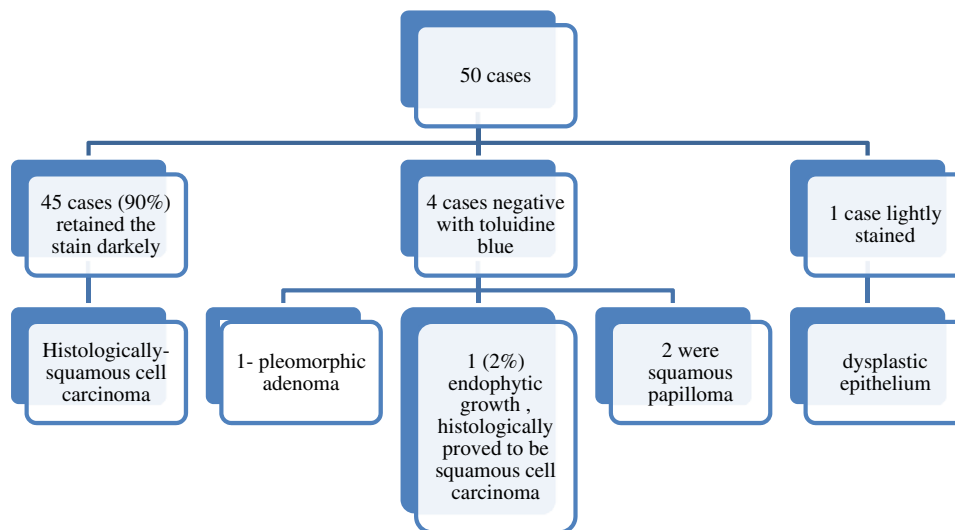 50 cases
45 cases (90%)
retained the
stain darkely
4 cases negative
with toluidine
blue
1 case lightly
stained
Histologically-
squamous cell
carcinoma
1- pleomorphic
adenoma
1 (2%)
endophytic
growth ,
histologically
proved to be
squamous cell
carcinoma
2 were
squamous
papilloma
dysplastic
epithelium